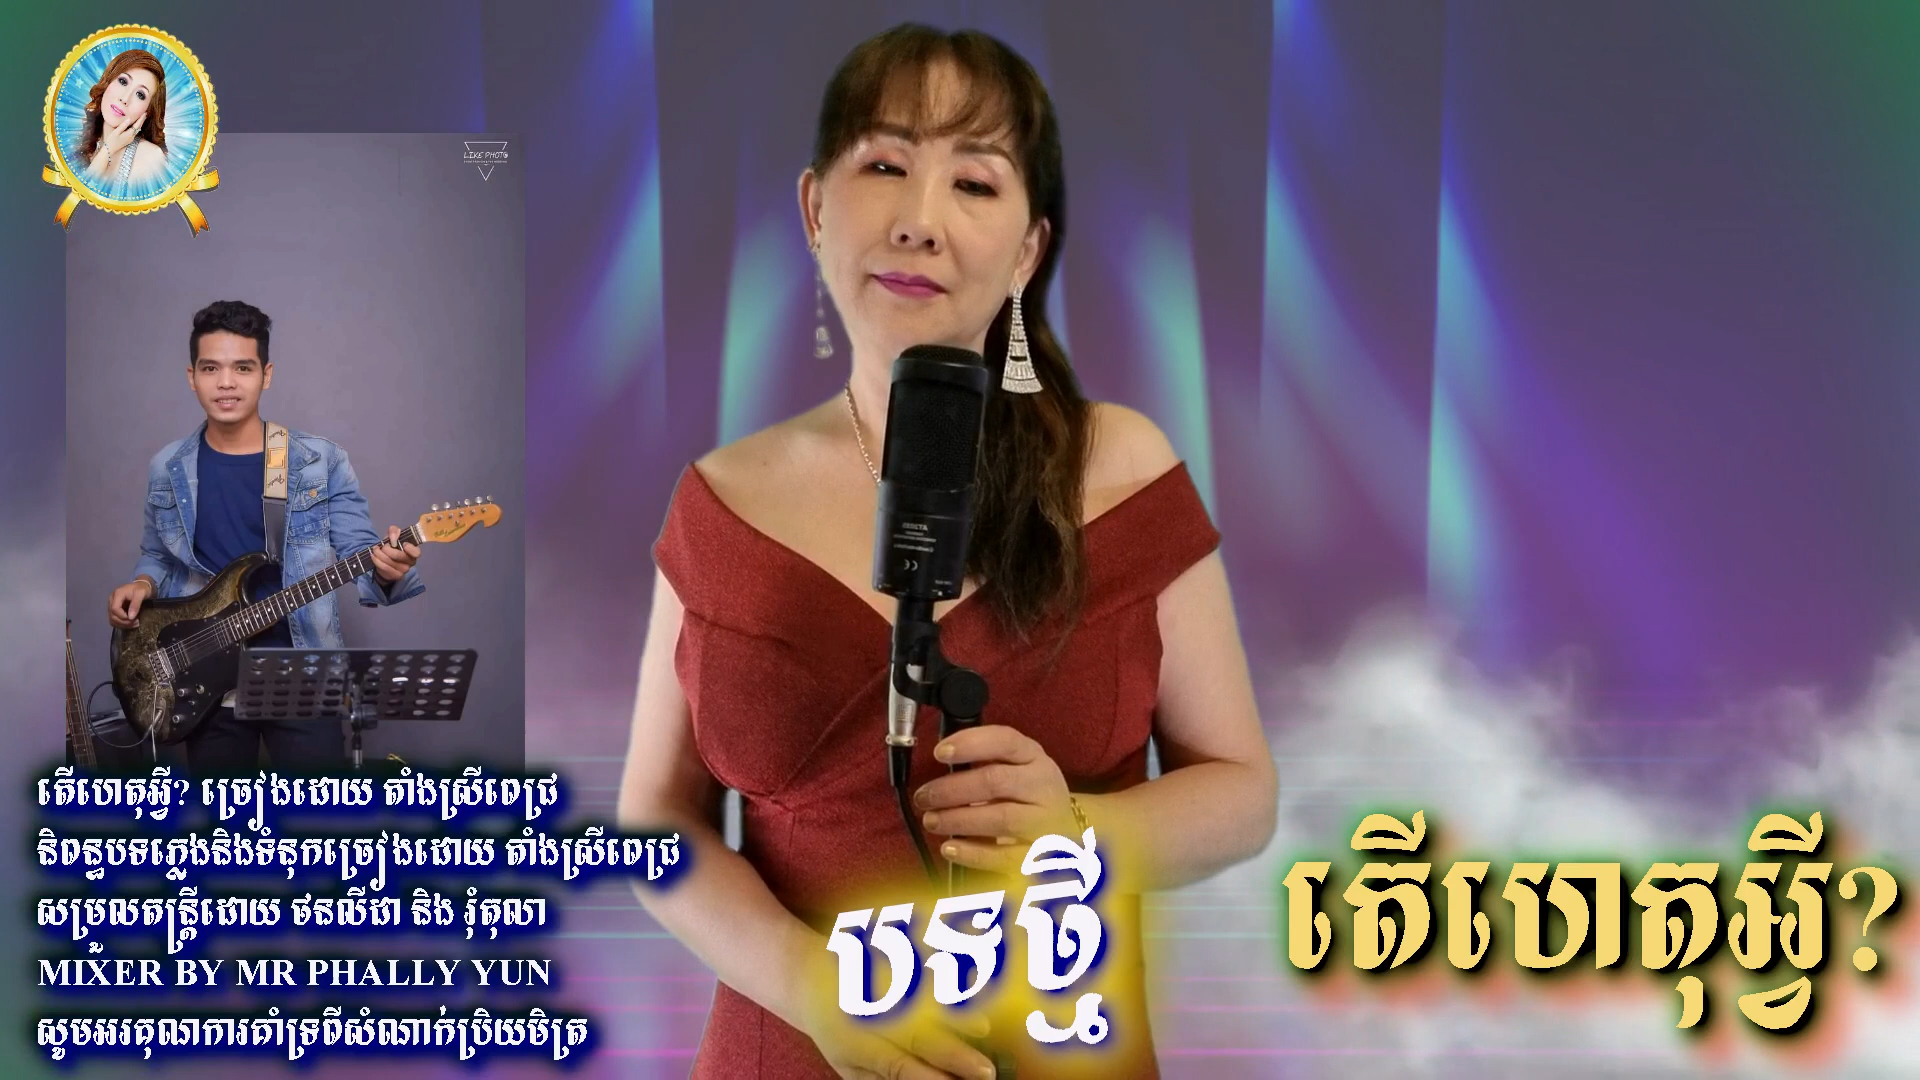 LIKE PHOTO
តើហេតុអ្វី? ច្រៀងដោយ តាំងស្រីពេជ្រ
និពន្ធបទភ្លេងនិងទំនុកច្រៀងដោយ តាំងស្រីពេជ្រ
សម្រួលតន្ត្រីដោយ ថនលីដា និង រុំតុលា
MIXER BY MR PHALLY YUN
សូមអរគុណការគាំទ្រពីសំណាក់ប្រិយមិត្រ
បទថ្មី
តើហេតុអ្វី?